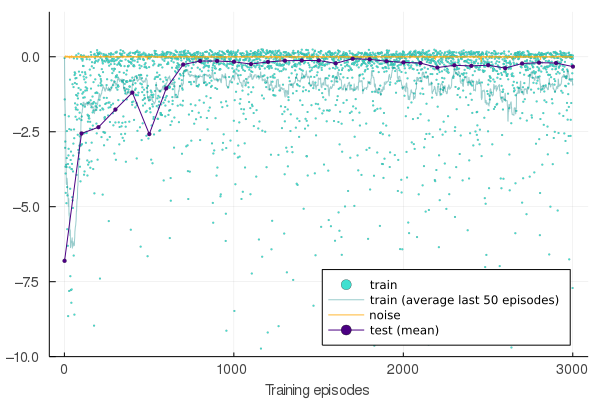 0.0
−2.5
−5.0
−7.5
−10.0
train
train (average last 50 episodes)
noise
test (mean)
0 1000 2000 3000
Training episodes